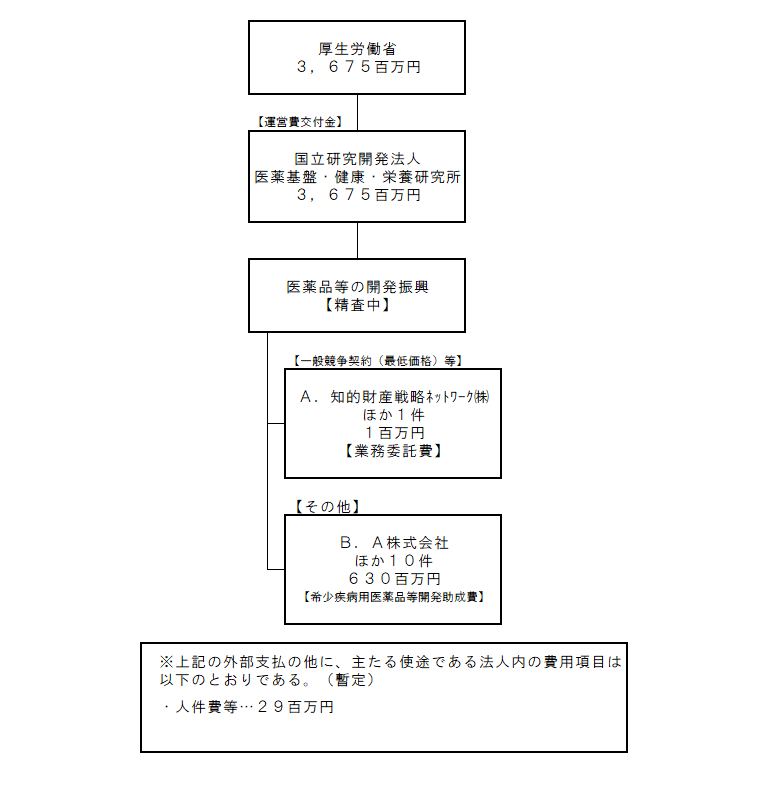 厚生労働省
３，６７５百万円
【運営費交付金】
国立研究開発法人
医薬基盤・健康・栄養研究所
３，６７５百万円
医薬品等の開発振興
【精査中】
【一般競争契約（最低価格）等】
Ａ．知的財産戦略ﾈｯﾄﾜｰｸ㈱
ほか１件
１百万円
【業務委託費】
【その他】
Ｂ．Ａ株式会社
ほか１０件
６３０百万円
【希少疾病用医薬品等開発助成費】
※上記の外部支払の他に、主たる使途である法人内の費用項目は
以下のとおりである。（暫定）
・人件費等…２９百万円